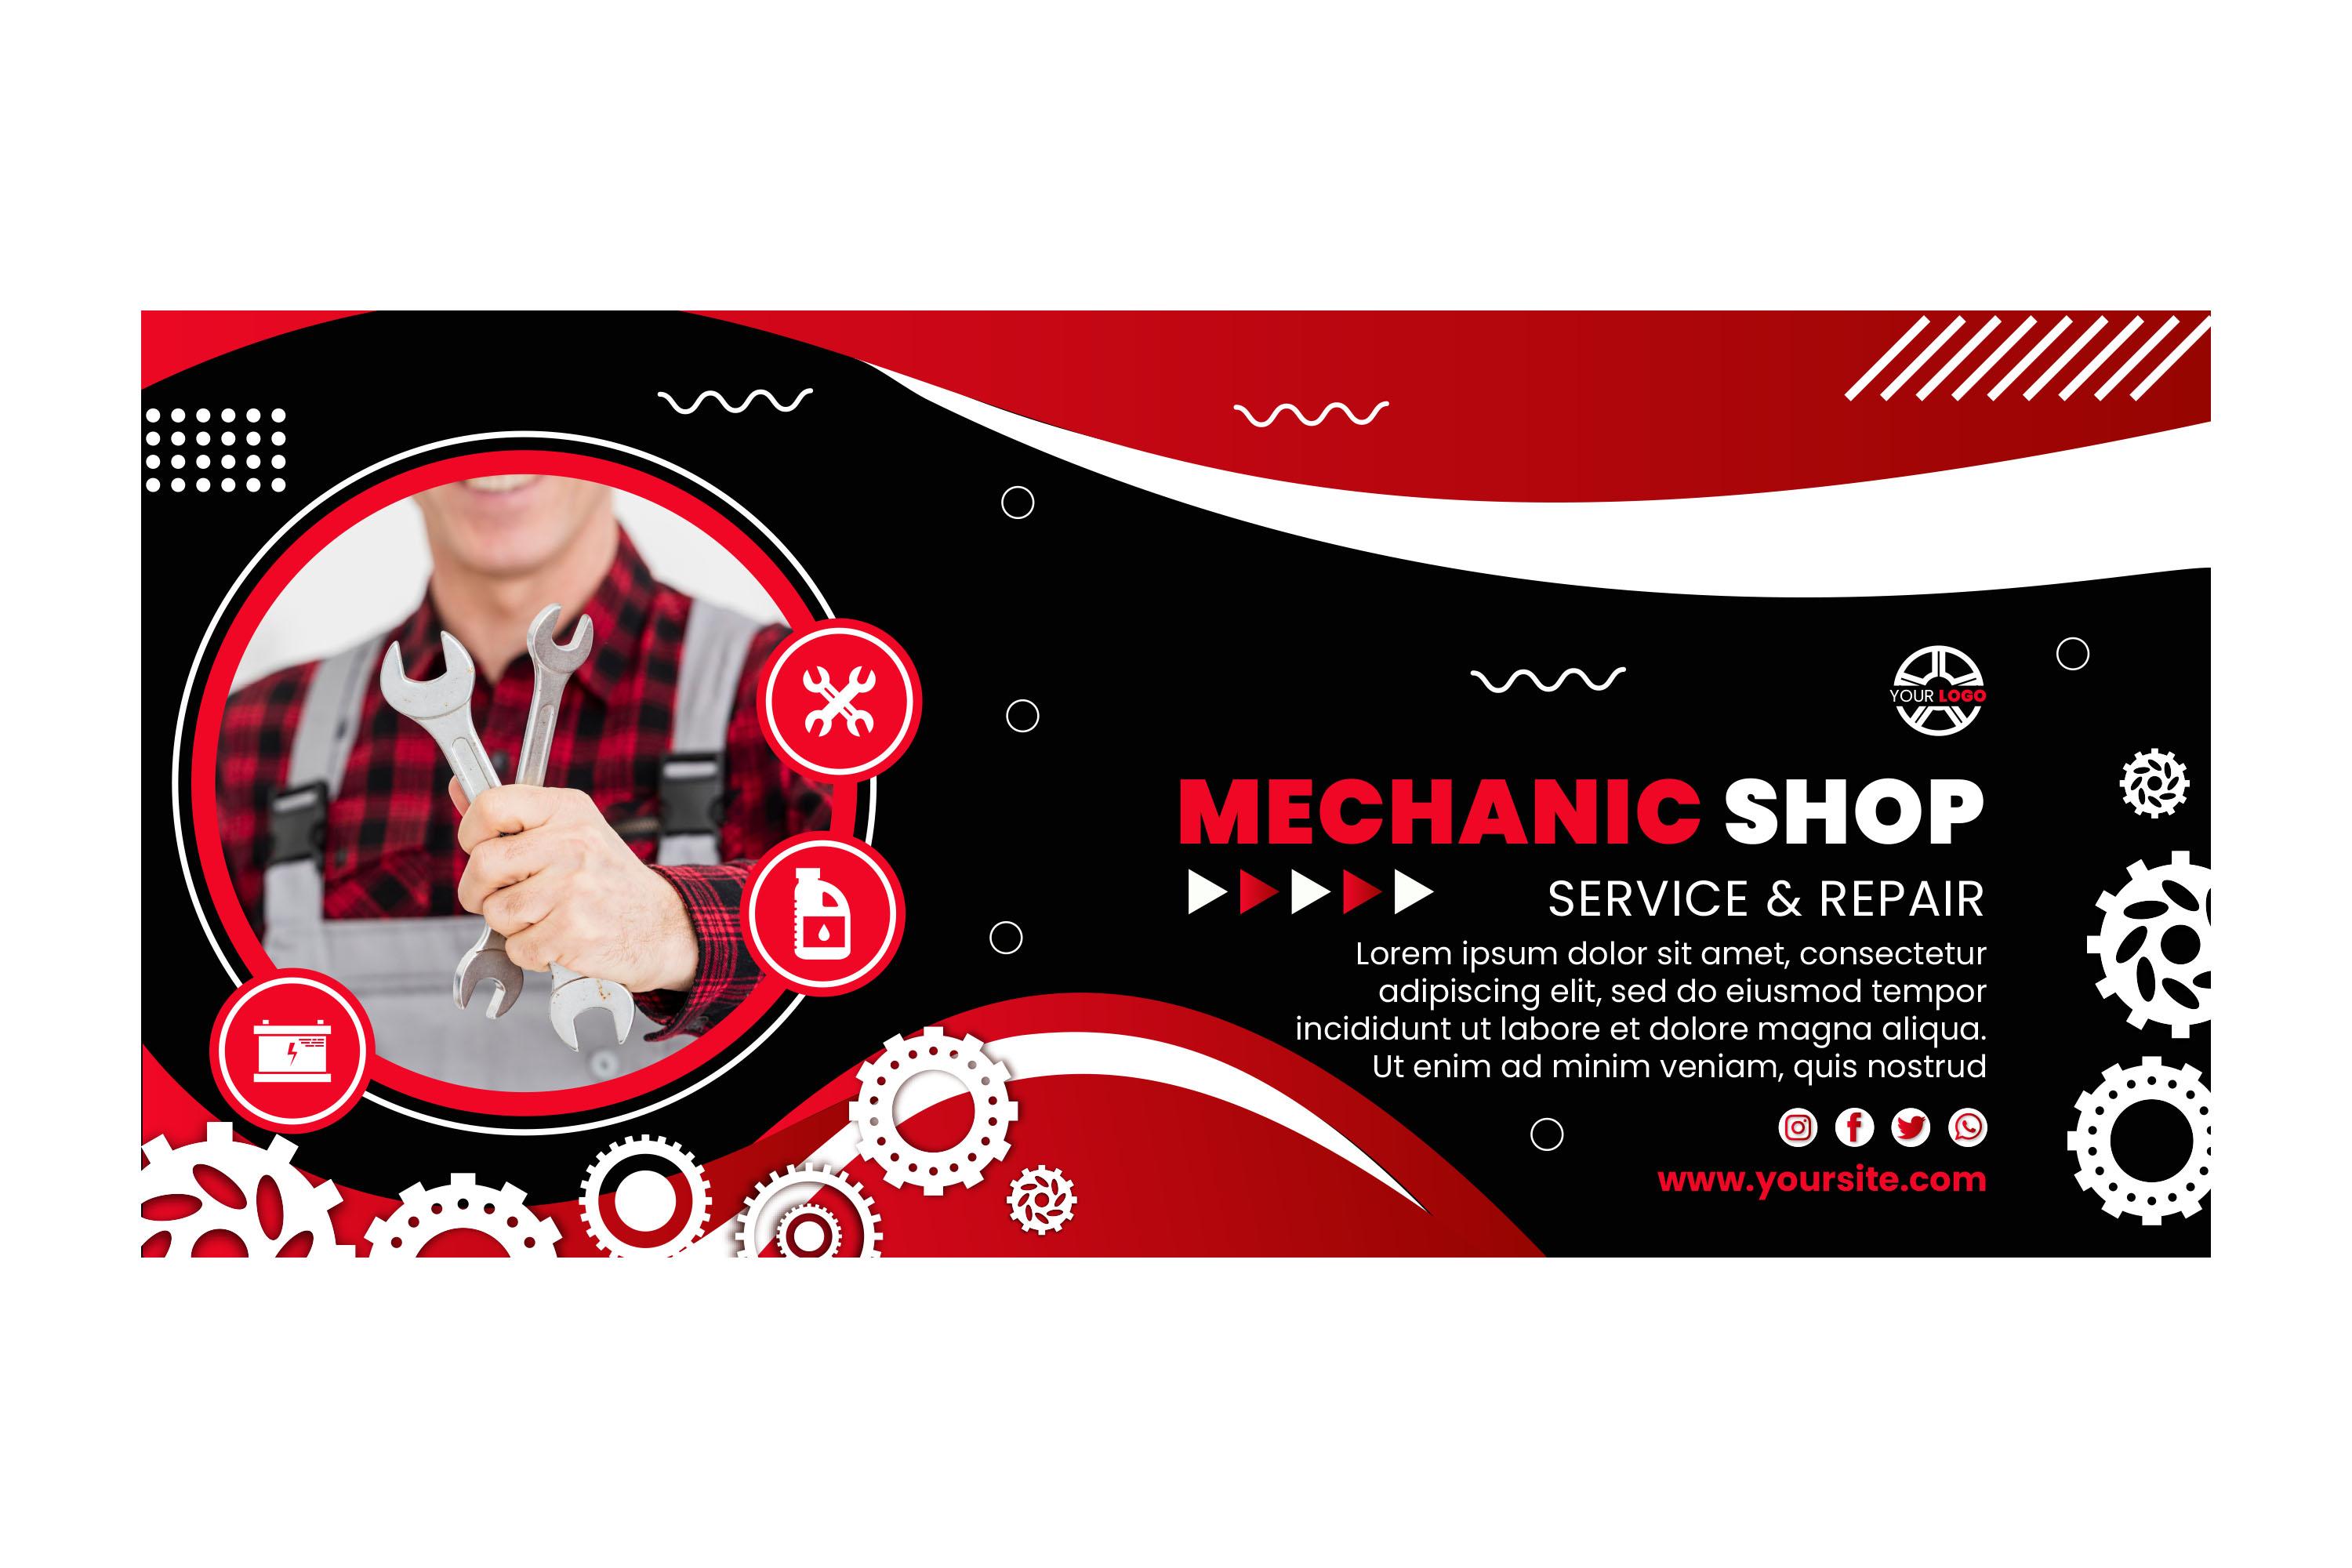 YOUR LOGO
MECHANIC SHOP
SERVICE & REPAIR
Lorem ipsum dolor sit amet, consectetur
adipiscing elit, sed do eiusmod tempor
incididunt ut labore et dolore magna aliqua.
Ut enim ad minim veniam, quis nostrud
www.yoursite.com